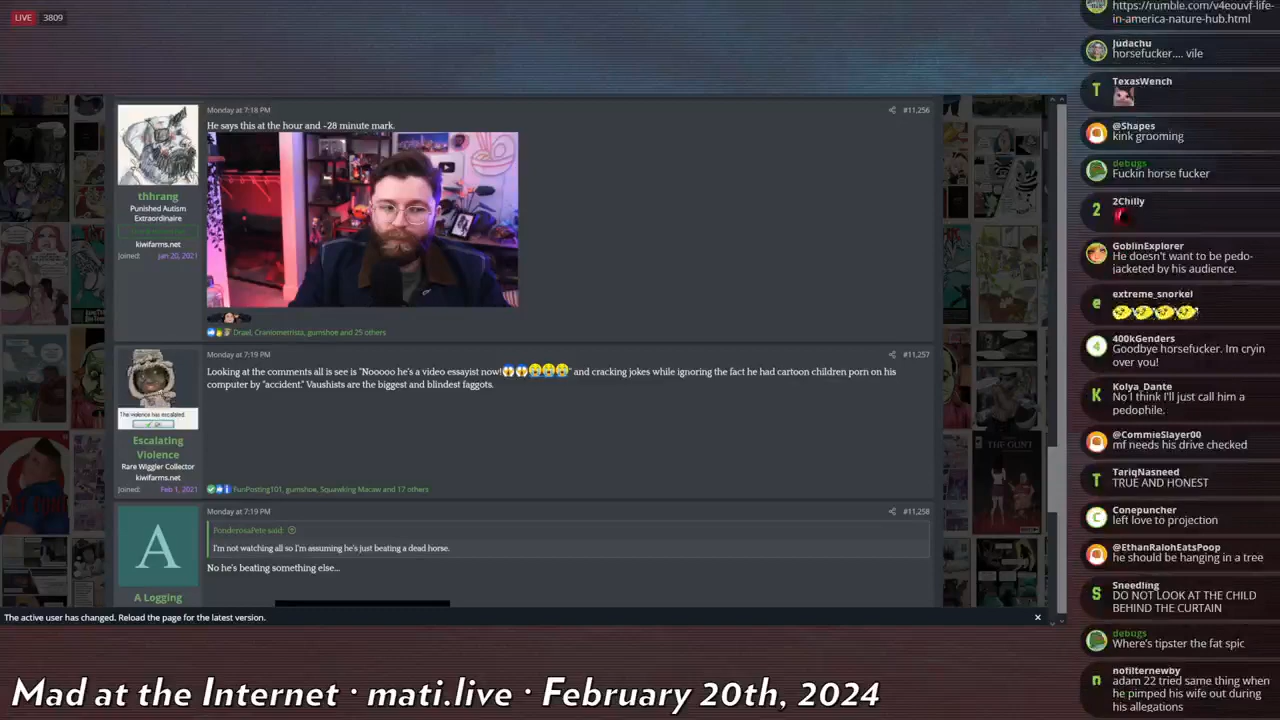 LIVE 3809
https://rumble.com/v4eouvf-life-
in-america-nature-hub.html
Judachu
horsefucker.... vile
TexasWench
@Shapes
kink grooming
debugs
Fuckin horse fucker
2Chilly
GoblinExplorer
He doesn't want to be pedo-
jacketed by his audience.
extreme_snorkel
400kGenders
Goodbye horsefucker. Im cryin
over you!
Kolya_Dante
No I think I'll just call him a
pedophile.
@CommieSlayer00
mf needs his drive checked
TariqNasneed
TRUE AND HONEST
Conepuncher
left love to projection
@EthanRalohEatsPoop
he should be hanging in a tree
Sneedling
DO NOT LOOK AT THE CHILD
BEHIND THE CURTAIN
debugs
Where's tipster the fat spic
nofilternewby
adam 22 tried same thing when
he pimped his wife out during
his allegations
Monday at 7:18 PM
#11,256
He says this at the hour and ~28 minute mark.
thhrang
Punished Autism
Extraordinaire
kiwifarms.net
Joined: Jan 20, 2021
Drael, Craniometrista, gumshoe and 25 others
Monday at 7:19 PM
#11,257
Looking at the comments all is see is "Nooooo he's a video essayist now!😱😱😭😭😭" and cracking jokes while ignoring the fact he had cartoon children porn on his
computer by "accident." Vaushists are the biggest and blindest faggots.
The violence has escalated.
Escalating
Violence
Rare Wiggler Collector
kiwifarms.net
Joined: Feb 1, 2021
FunPosting101, gumshoe, Squawking Macaw and 17 others
Monday at 7:19 PM
#11,258
A
PonderosaPete said:
I'm not watching all so I'm assuming he's just beating a dead horse.
No he's beating something else...
A Logging
THE GUNT
The active user has changed. Reload the page for the latest version.
Mad at the Internet · mati.live · February 20th, 2024